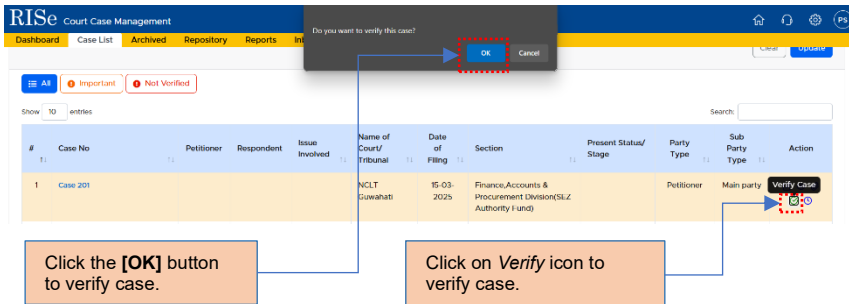 RISe Court Case Management
PS
Dashboard Case List Archived Repository Reports
Do you want to verify this case?
OK Cancel
Clear Update
All Important Not Verified
Show 10 entries
Search:
# Case No Petitioner Respondent Issue Involved Name of Court/ Tribunal Date of Filing Section Present Status/ Stage Party Type Sub Party Type Action
Verify Case
1 Case 201 NCLT Guwahati 15-03-2025 Finance,Accounts & Procurement Division(SEZ Authority Fund) Petitioner Main party
Click the [OK] button
to verify case.
Click on Verify icon to
verify case.